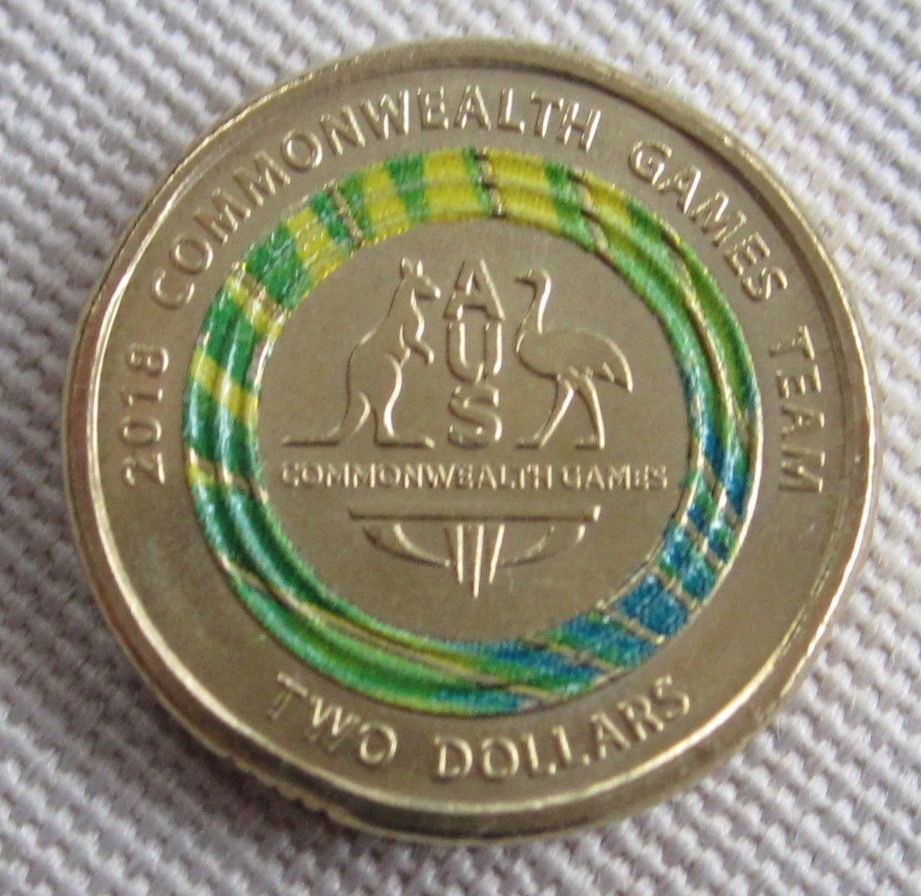 2018 COMMONWEALTH GAMES TEAM
AUS
COMMONWEALTH GAMES
TWO DOLLARS